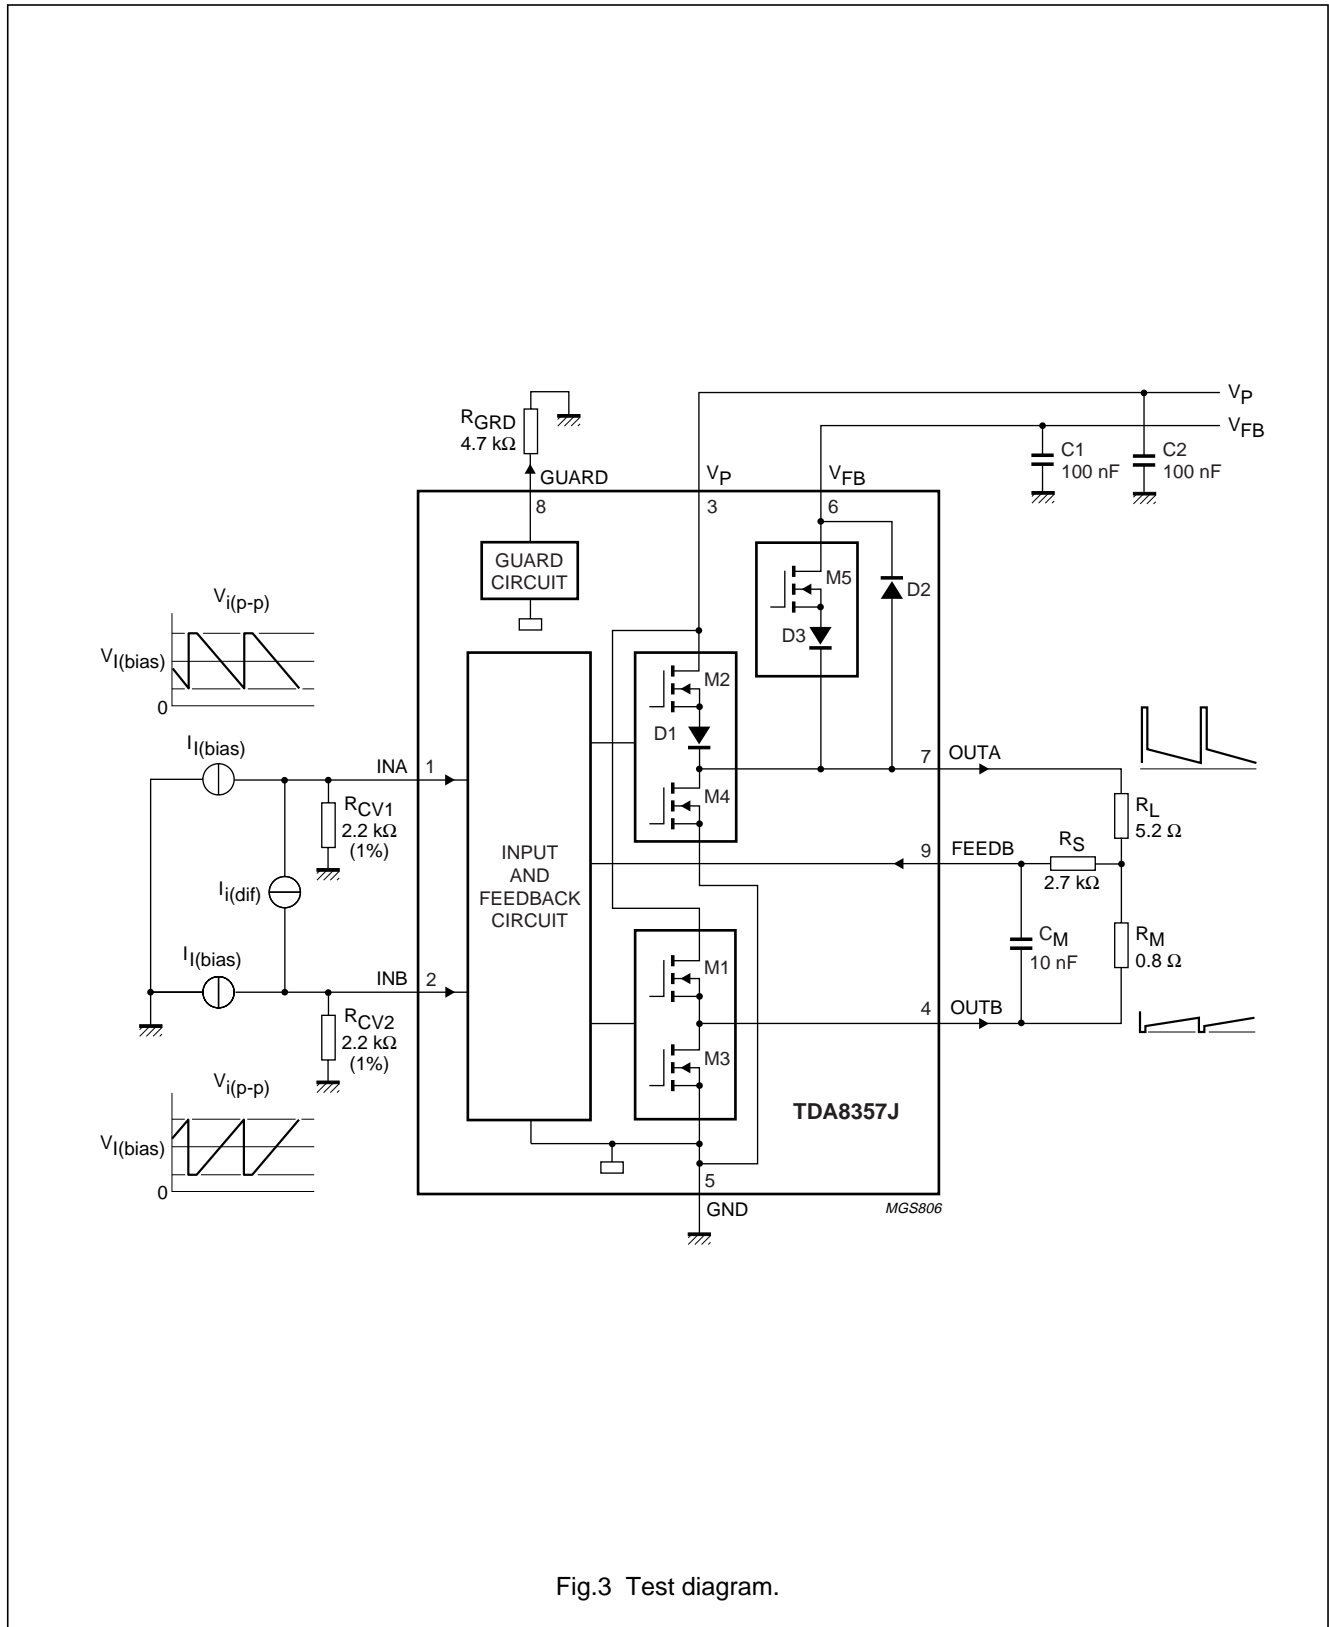 VP
RGRD
4.7 kΩ
VFB
C1
100 nF
C2
100 nF
GUARD
VP
VFB
8
3
6
GUARD
CIRCUIT
M5
D2
D3
Vi(p-p)
VI(bias)
0
M2
D1
II(bias)
INA
1
7
OUTA
RCV1
2.2 kΩ
(1%)
M4
RL
5.2 Ω
INPUT
AND
FEEDBACK
CIRCUIT
9
FEEDB
RS
2.7 kΩ
Ii(dif)
CM
10 nF
RM
0.8 Ω
II(bias)
INB
2
M1
4
OUTB
RCV2
2.2 kΩ
(1%)
M3
Vi(p-p)
VI(bias)
0
TDA8357J
5
GND
MGS806
Fig.3 Test diagram.